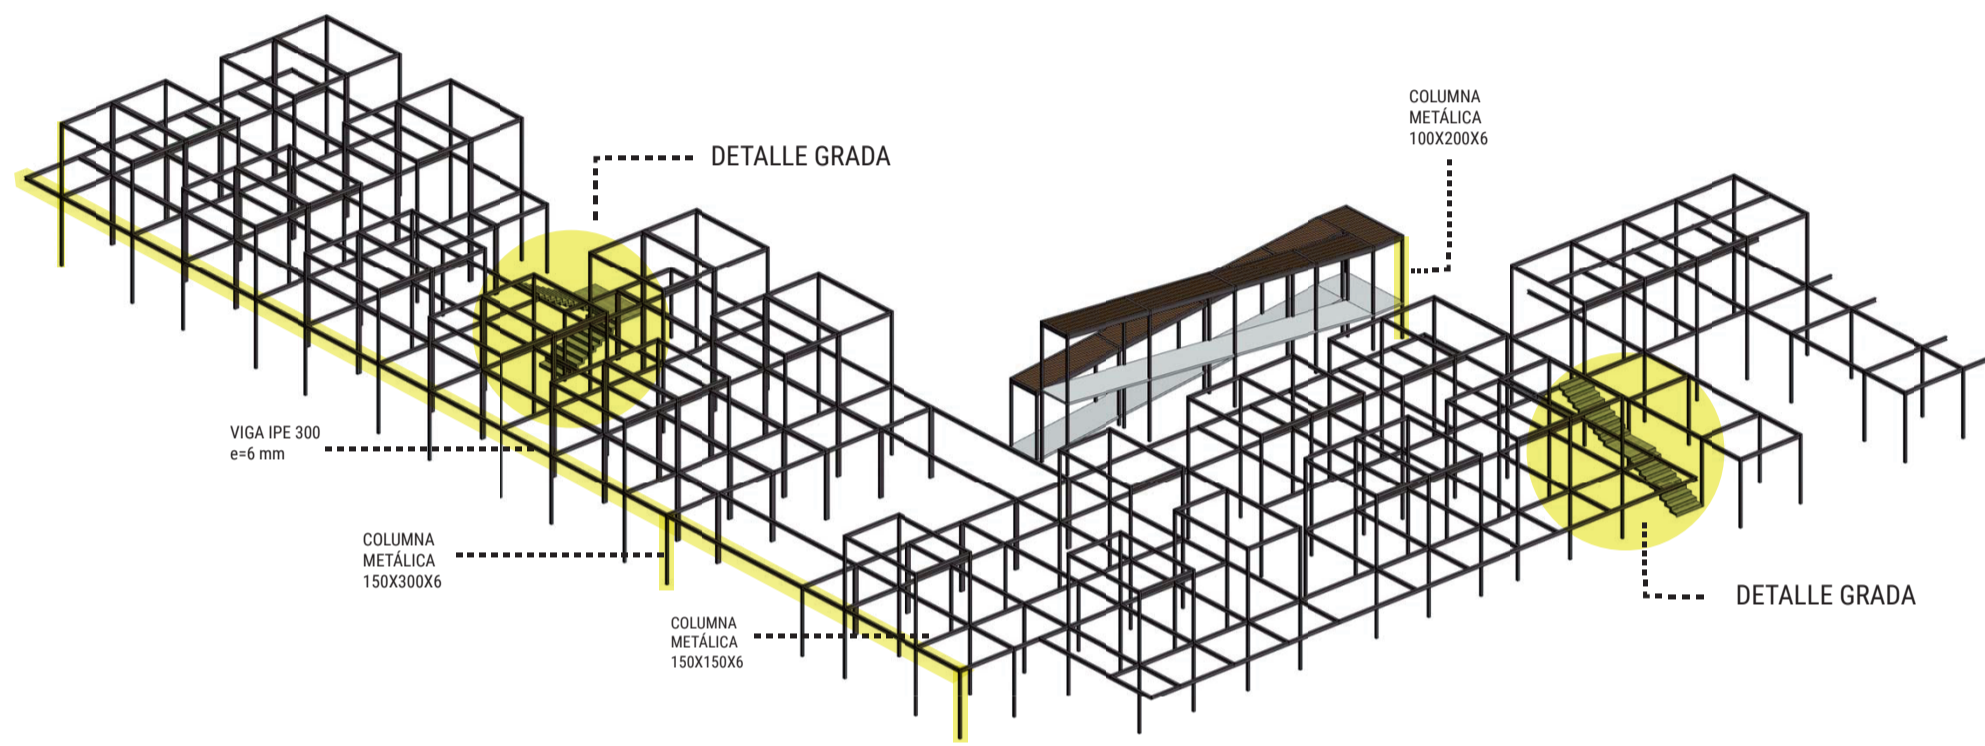 COLUMNA
METÁLICA
100X200X6
DETALLE GRADA
VIGA IPE 300
e=6 mm
COLUMNA
METÁLICA
150X300X6
DETALLE GRADA
COLUMNA
METÁLICA
150X150X6